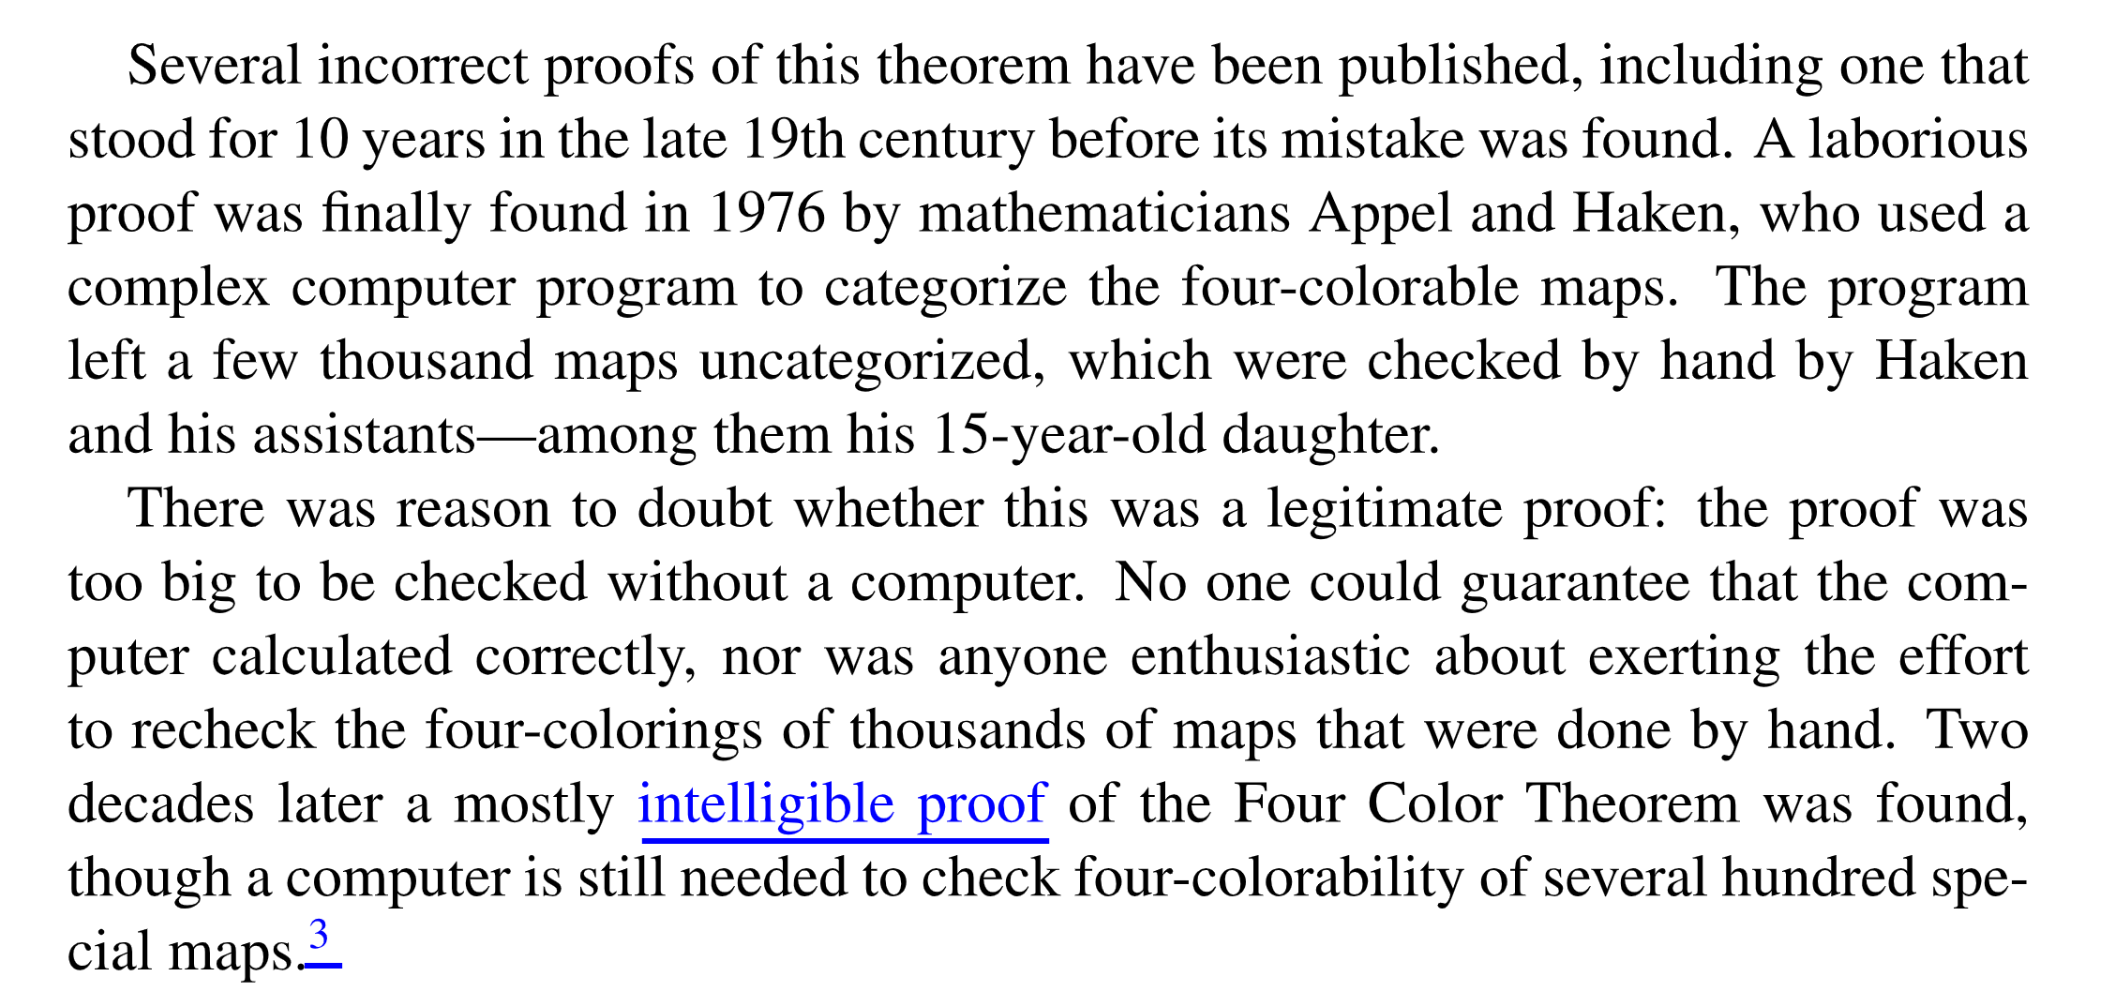 Several incorrect proofs of this theorem have been published, including one that
stood for 10 years in the late 19th century before its mistake was found. A laborious
proof was finally found in 1976 by mathematicians Appel and Haken, who used a
complex computer program to categorize the four-colorable maps. The program
left a few thousand maps uncategorized, which were checked by hand by Haken
and his assistants—among them his 15-year-old daughter.
There was reason to doubt whether this was a legitimate proof: the proof was
too big to be checked without a computer. No one could guarantee that the com-
puter calculated correctly, nor was anyone enthusiastic about exerting the effort
to recheck the four-colorings of thousands of maps that were done by hand. Two
decades later a mostly intelligible proof of the Four Color Theorem was found,
though a computer is still needed to check four-colorability of several hundred spe-
cial maps.3